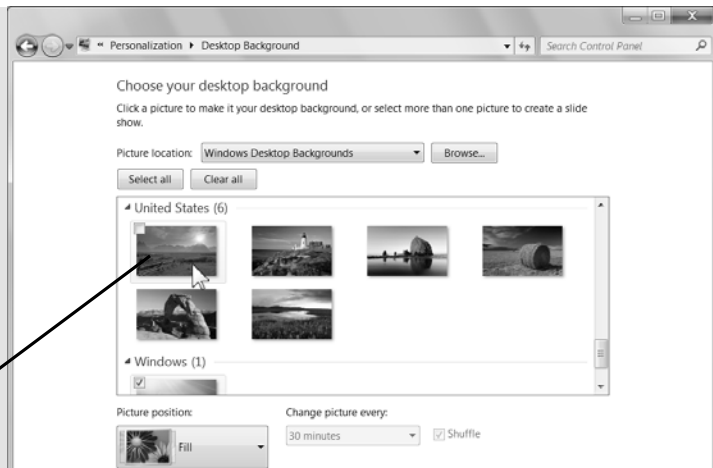 « Personalization ▸ Desktop Background
Search Control Panel
Choose your desktop background
Click a picture to make it your desktop background, or select more than one picture to create a slide
show.
Picture location: Windows Desktop Backgrounds Browse...
Select all Clear all
United States (6)
Windows (1)
Picture position: Change picture every:
Fill 30 minutes Shuffle